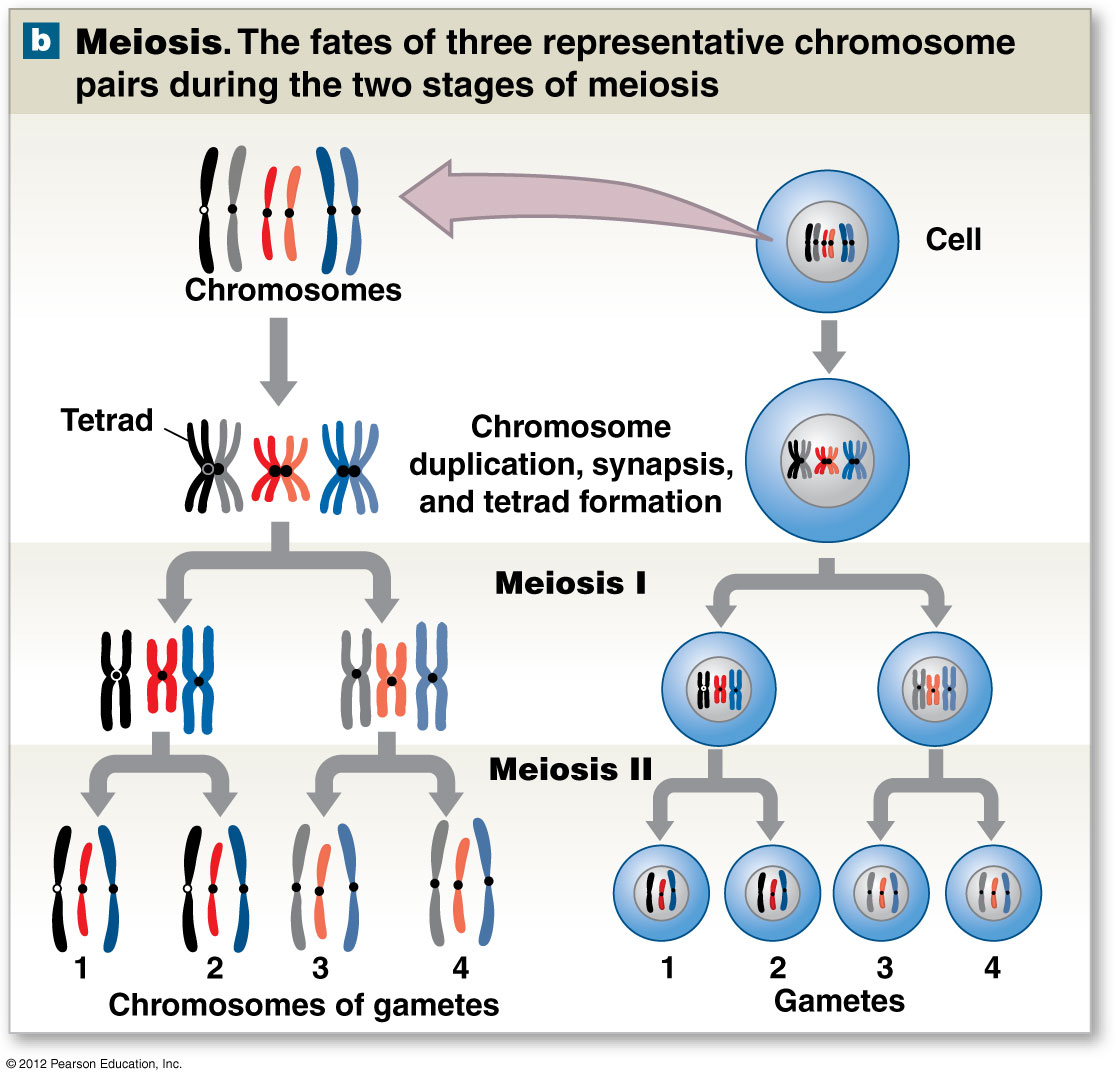 b Meiosis. The fates of three representative chromosome
pairs during the two stages of meiosis
Chromosomes
Cell
Tetrad
Chromosome
duplication, synapsis,
and tetrad formation
Meiosis I
Meiosis II
1 2 3 4
Chromosomes of gametes
1 2 3 4
Gametes
© 2012 Pearson Education, Inc.